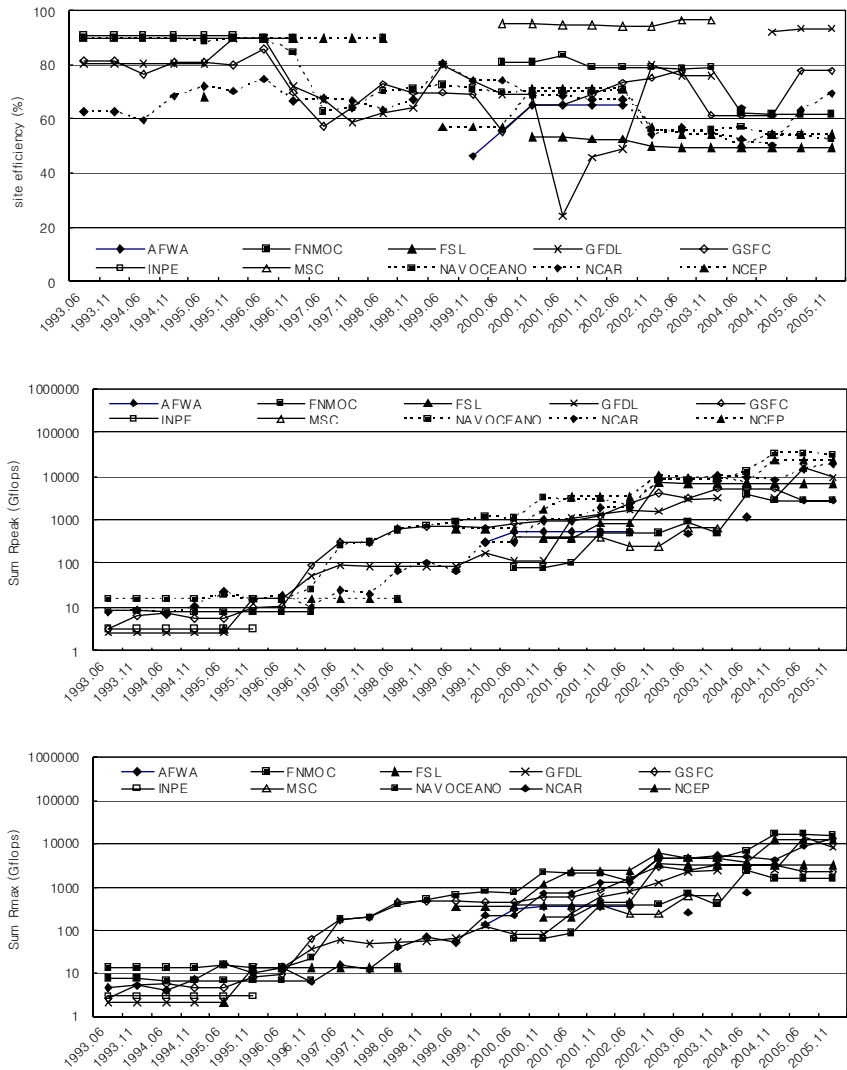 site efficiency (%)
100
80
60
40
20
0
AFWA FNMOC FSL GFDL GSFC
INPE MSC NAVOCEANO NCAR NCEP
1993.06 1993.11 1994.06 1994.11 1995.06 1995.11 1996.06 1996.11 1997.06 1997.11 1998.06 1998.11 1999.06 1999.11 2000.06 2000.11 2001.06 2001.11 2002.06 2002.11 2003.06 2003.11 2004.06 2004.11 2005.06 2005.11
Sum Rpeak (Gflops)
1000000
100000
10000
1000
100
10
1
AFWA FNMOC FSL GFDL GSFC
INPE MSC NAVOCEANO NCAR NCEP
1993.06 1993.11 1994.06 1994.11 1995.06 1995.11 1996.06 1996.11 1997.06 1997.11 1998.06 1998.11 1999.06 1999.11 2000.06 2000.11 2001.06 2001.11 2002.06 2002.11 2003.06 2003.11 2004.06 2004.11 2005.06 2005.11
Sum Rmax (Gflops)
1000000
100000
10000
1000
100
10
1
AFWA FNMOC FSL GFDL GSFC
INPE MSC NAVOCEANO NCAR NCEP
1993.06 1993.11 1994.06 1994.11 1995.06 1995.11 1996.06 1996.11 1997.06 1997.11 1998.06 1998.11 1999.06 1999.11 2000.06 2000.11 2001.06 2001.11 2002.06 2002.11 2003.06 2003.11 2004.06 2004.11 2005.06 2005.11